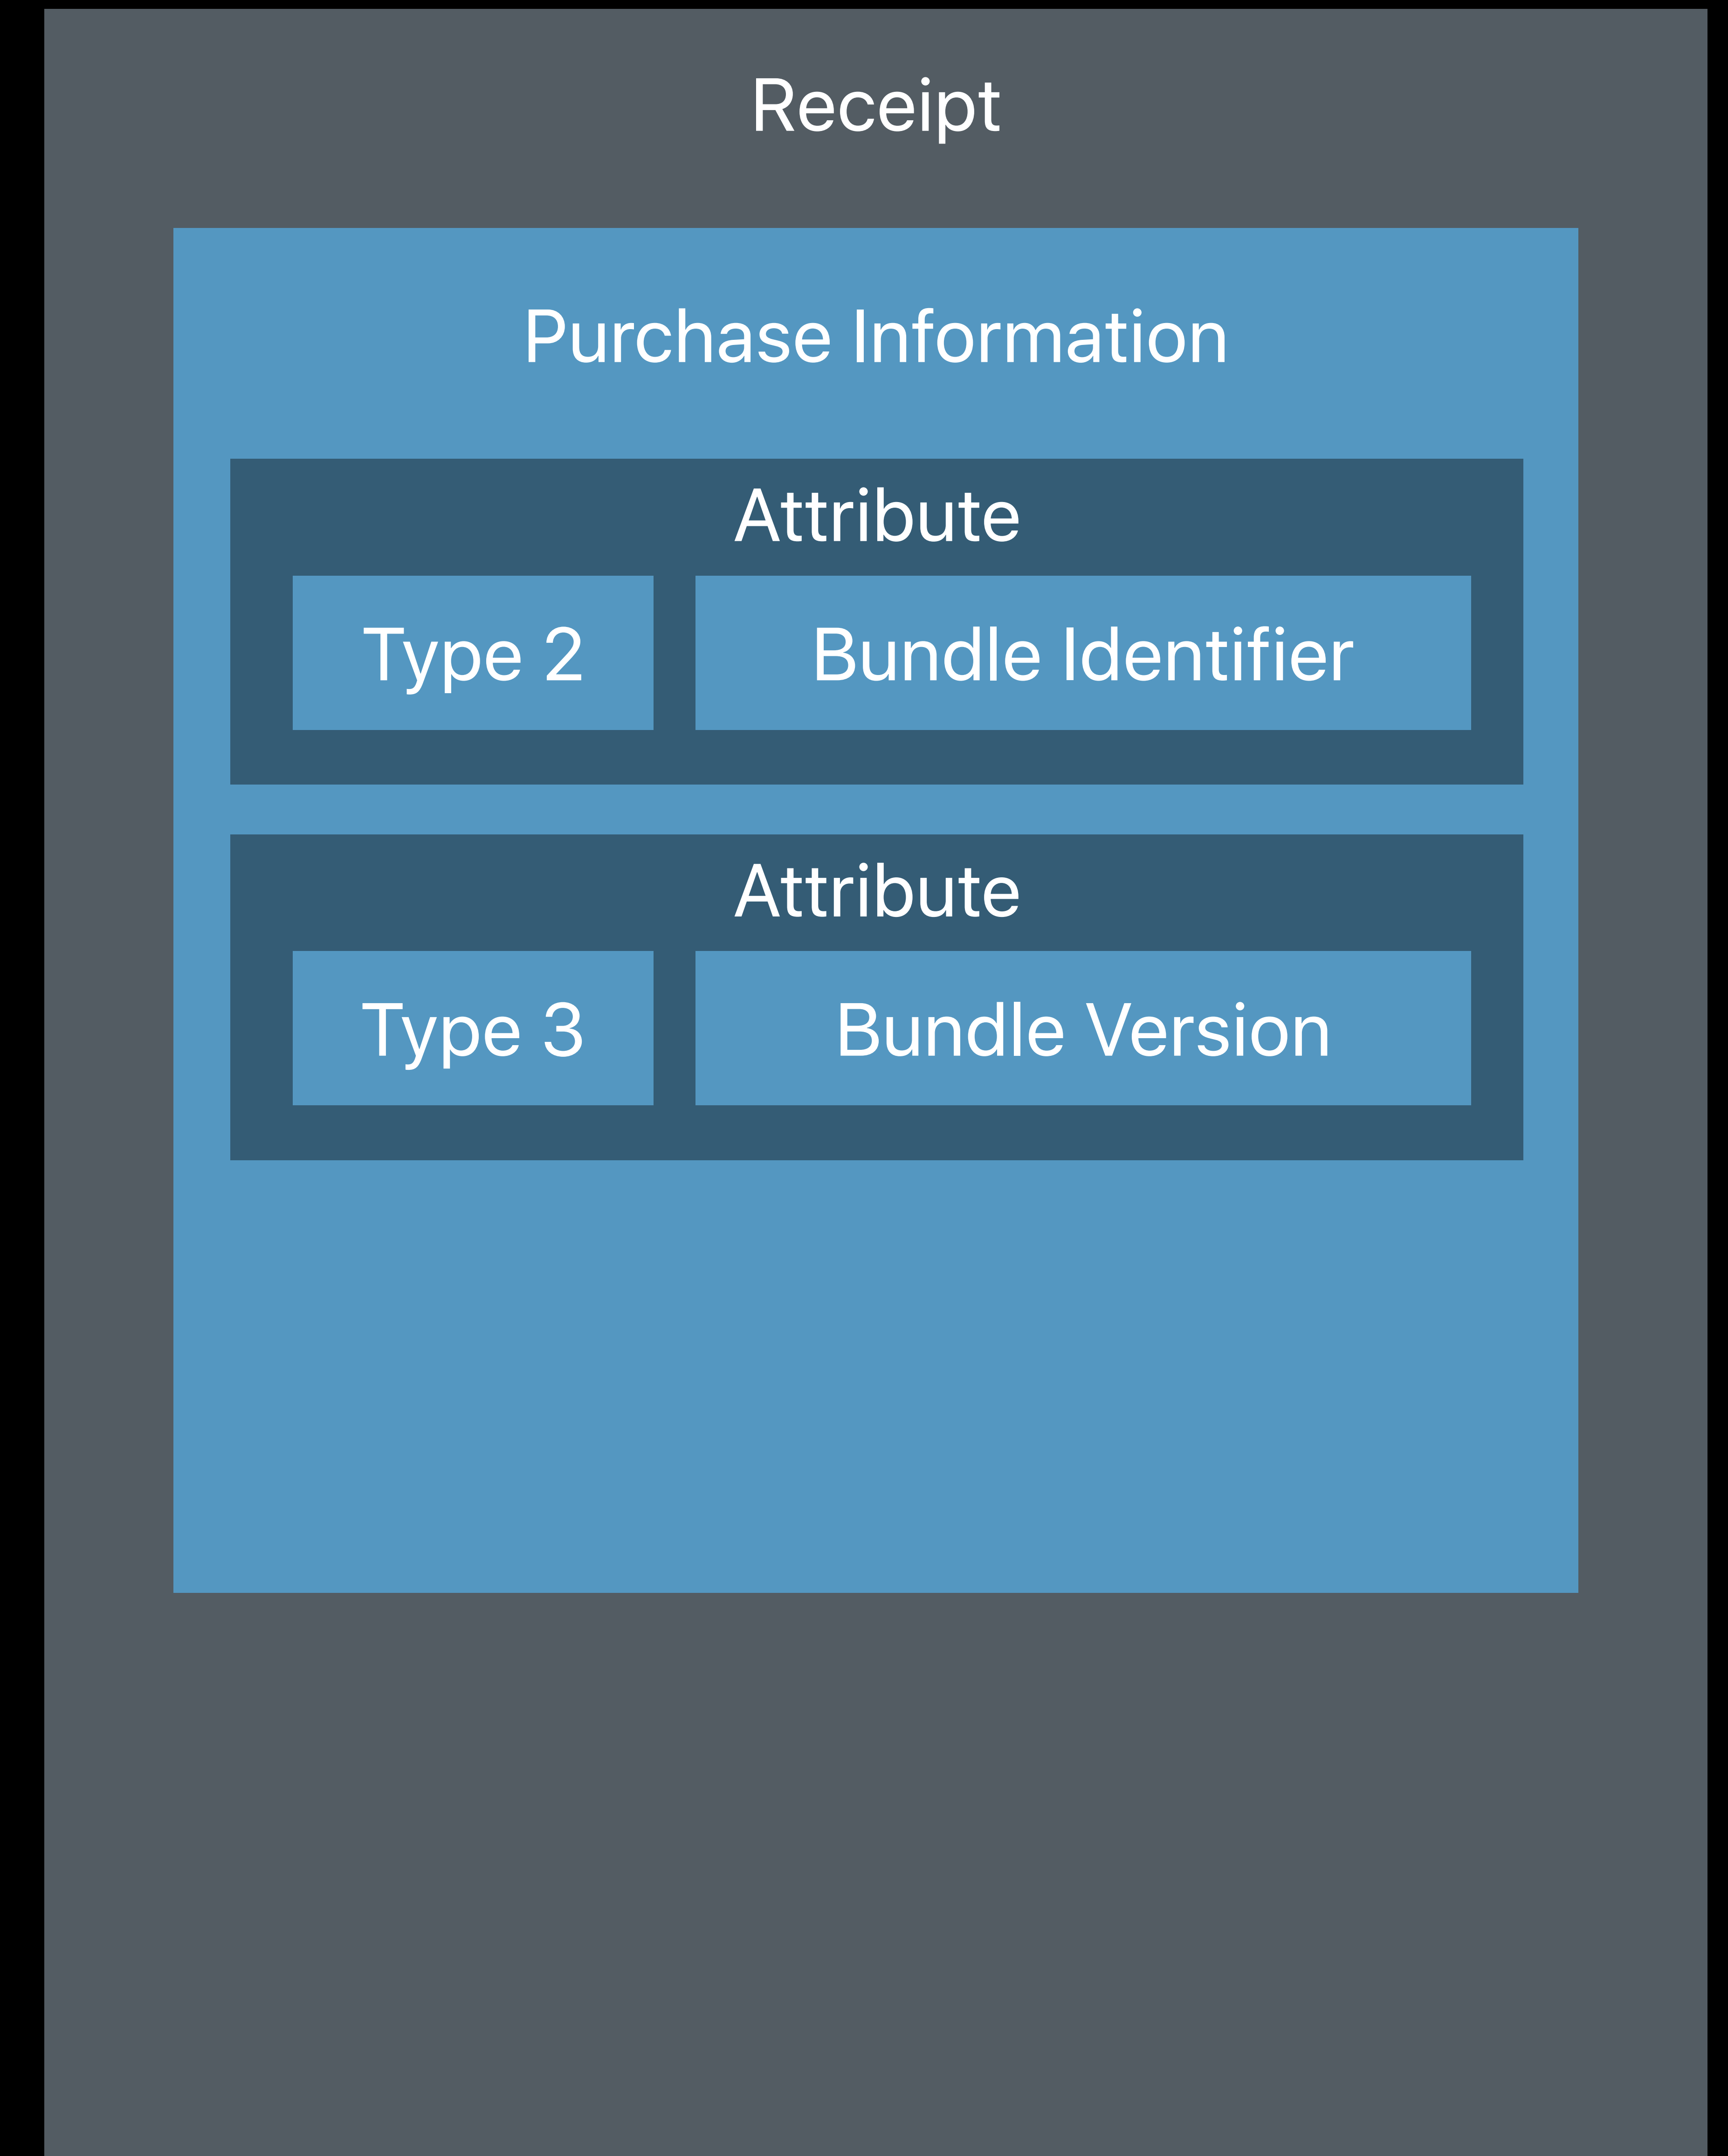 Receipt
Purchase Information
Attribute
Type 2 Bundle Identifier
Attribute
Type 3 Bundle Version